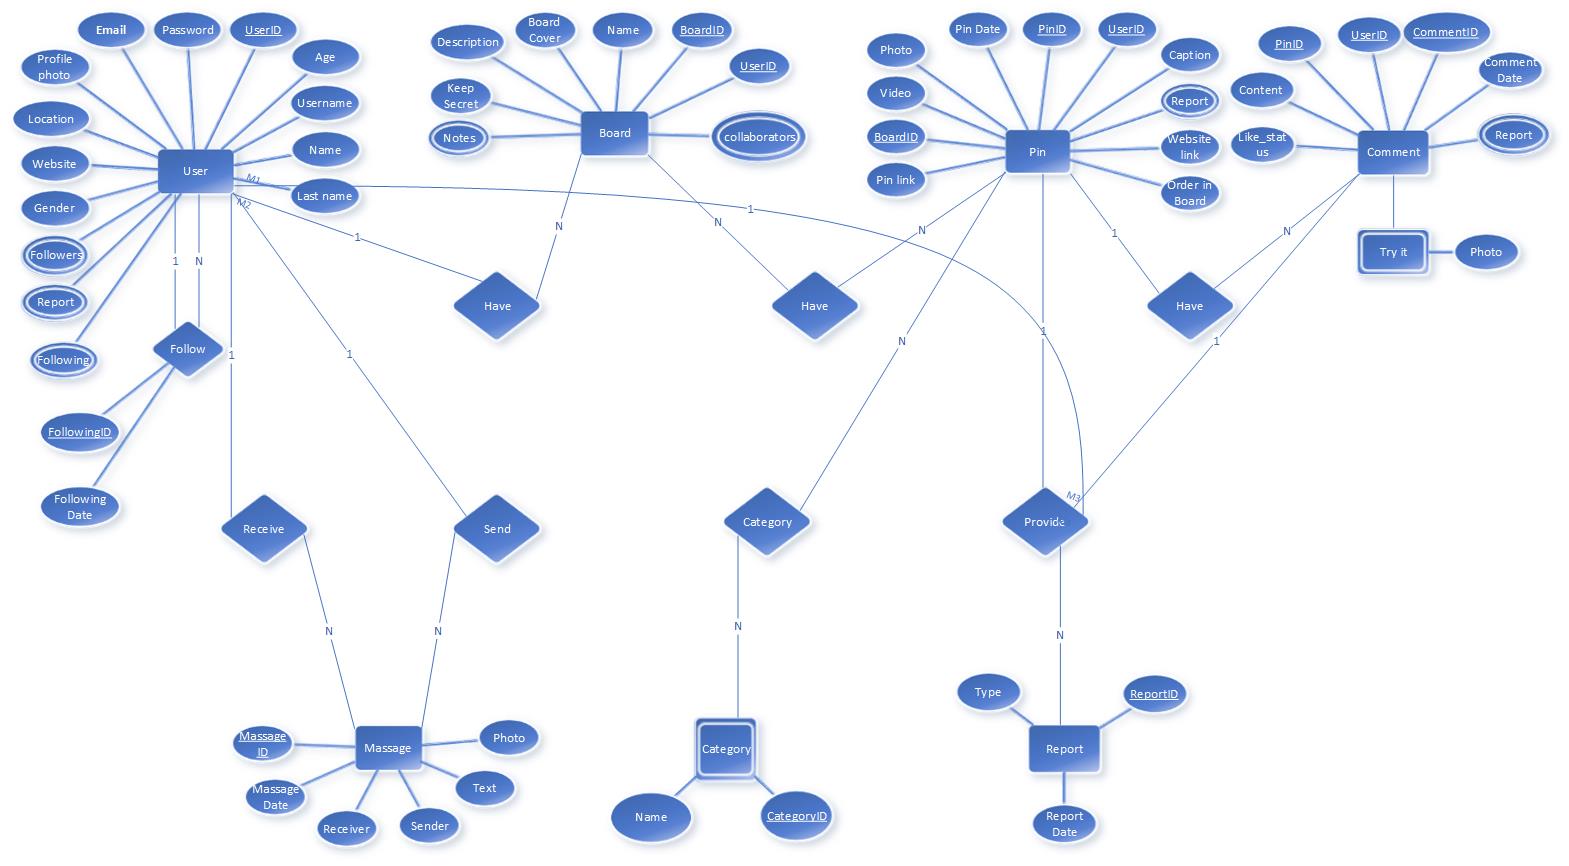 Email
Password
UserID
Profile
photo
Age
Location
Username
Website
Name
User
M1
Gender
Last name
M2
Followers
Report
Following
1
N
Follow
FollowingID
Following
Date
Description
Board
Cover
Name
BoardID
UserID
Keep
Secret
Notes
Board
collaborators
Photo
Pin Date
PinID
UserID
Caption
Video
Report
BoardID
Pin
Website
link
Pin link
Order in
Board
PinID
UserID
CommentID
Comment
Date
Content
Like_stat
us
Comment
Report
Try it
Photo
1
N
Have
N
N
Have
1
N
Have
1
1
1
1
1
N
Receive
Send
Category
M3
Provide
N
N
N
N
Massage
ID
Massage
Photo
Massage
Date
Text
Receiver
Sender
Category
Name
CategoryID
Type
ReportID
Report
Report
Date